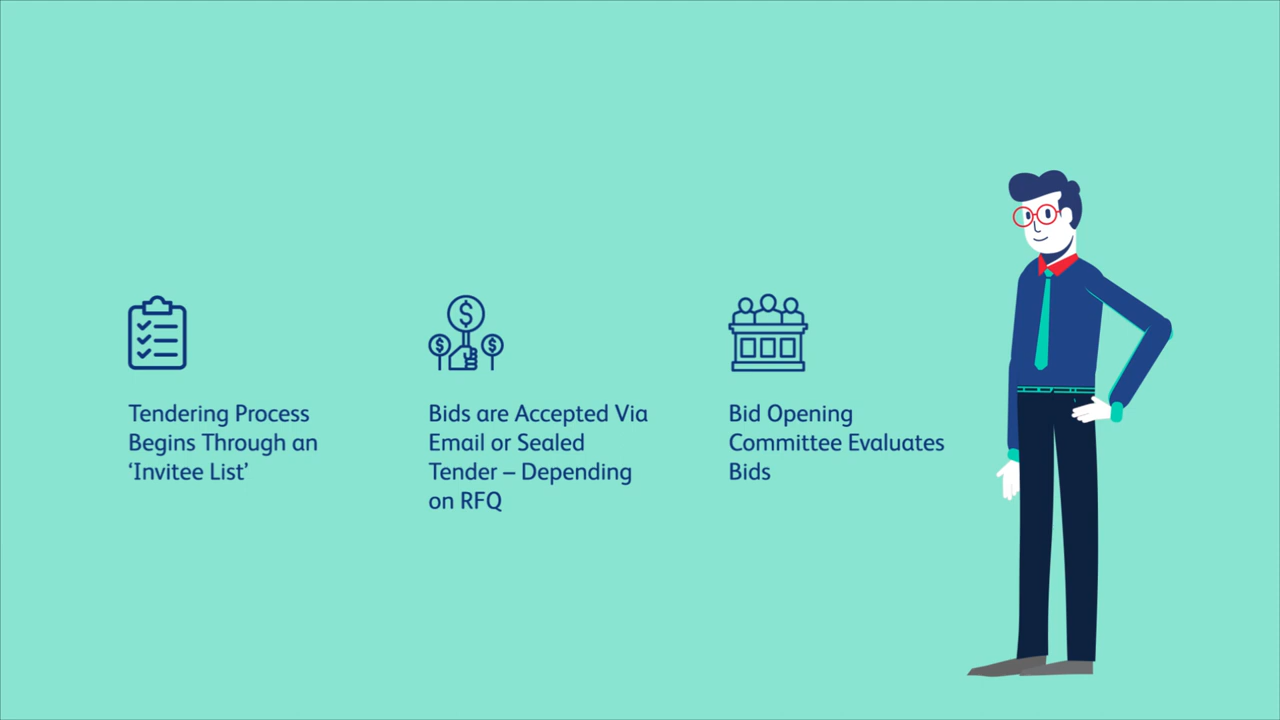 Tendering Process
Begins Through an
‘Invitee List’
Bids are Accepted Via
Email or Sealed
Tender – Depending
on RFQ
Bid Opening
Committee Evaluates
Bids